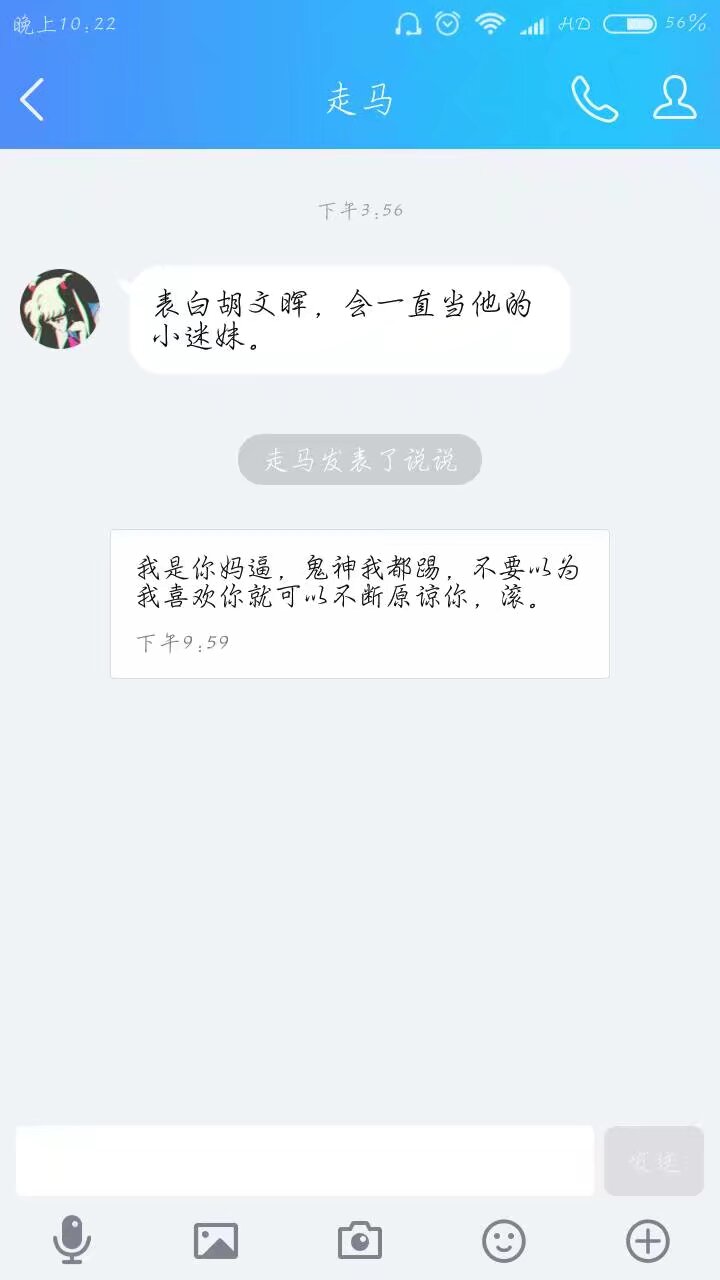 晚上10:22
HD
56%
走马
下午3:56
表白胡文晖，会一直当他的
小迷妹。
走马发表了说说
我是你妈逼，鬼神我都踢，不要以为
我喜欢你就可以不断原谅你，滚。
下午9:59
发送